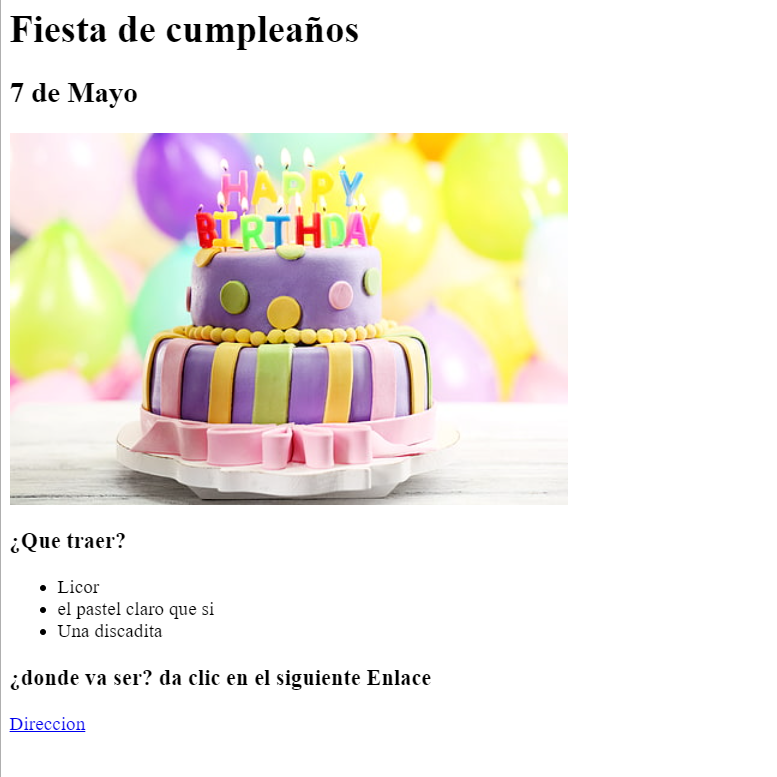 Fiesta de cumpleaños
7 de Mayo
HAPPY
BIRTHDAY
¿Que traer?
Licor
el pastel claro que si
Una discadita
¿donde va ser? da clic en el siguiente Enlace
Direccion